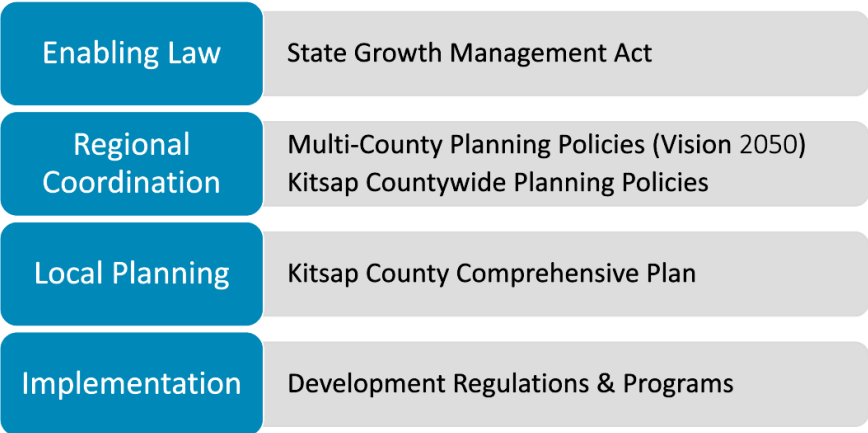 Enabling Law
State Growth Management Act
Regional
Coordination
Multi-County Planning Policies (Vision 2050)
Kitsap Countywide Planning Policies
Local Planning
Kitsap County Comprehensive Plan
Implementation
Development Regulations & Programs